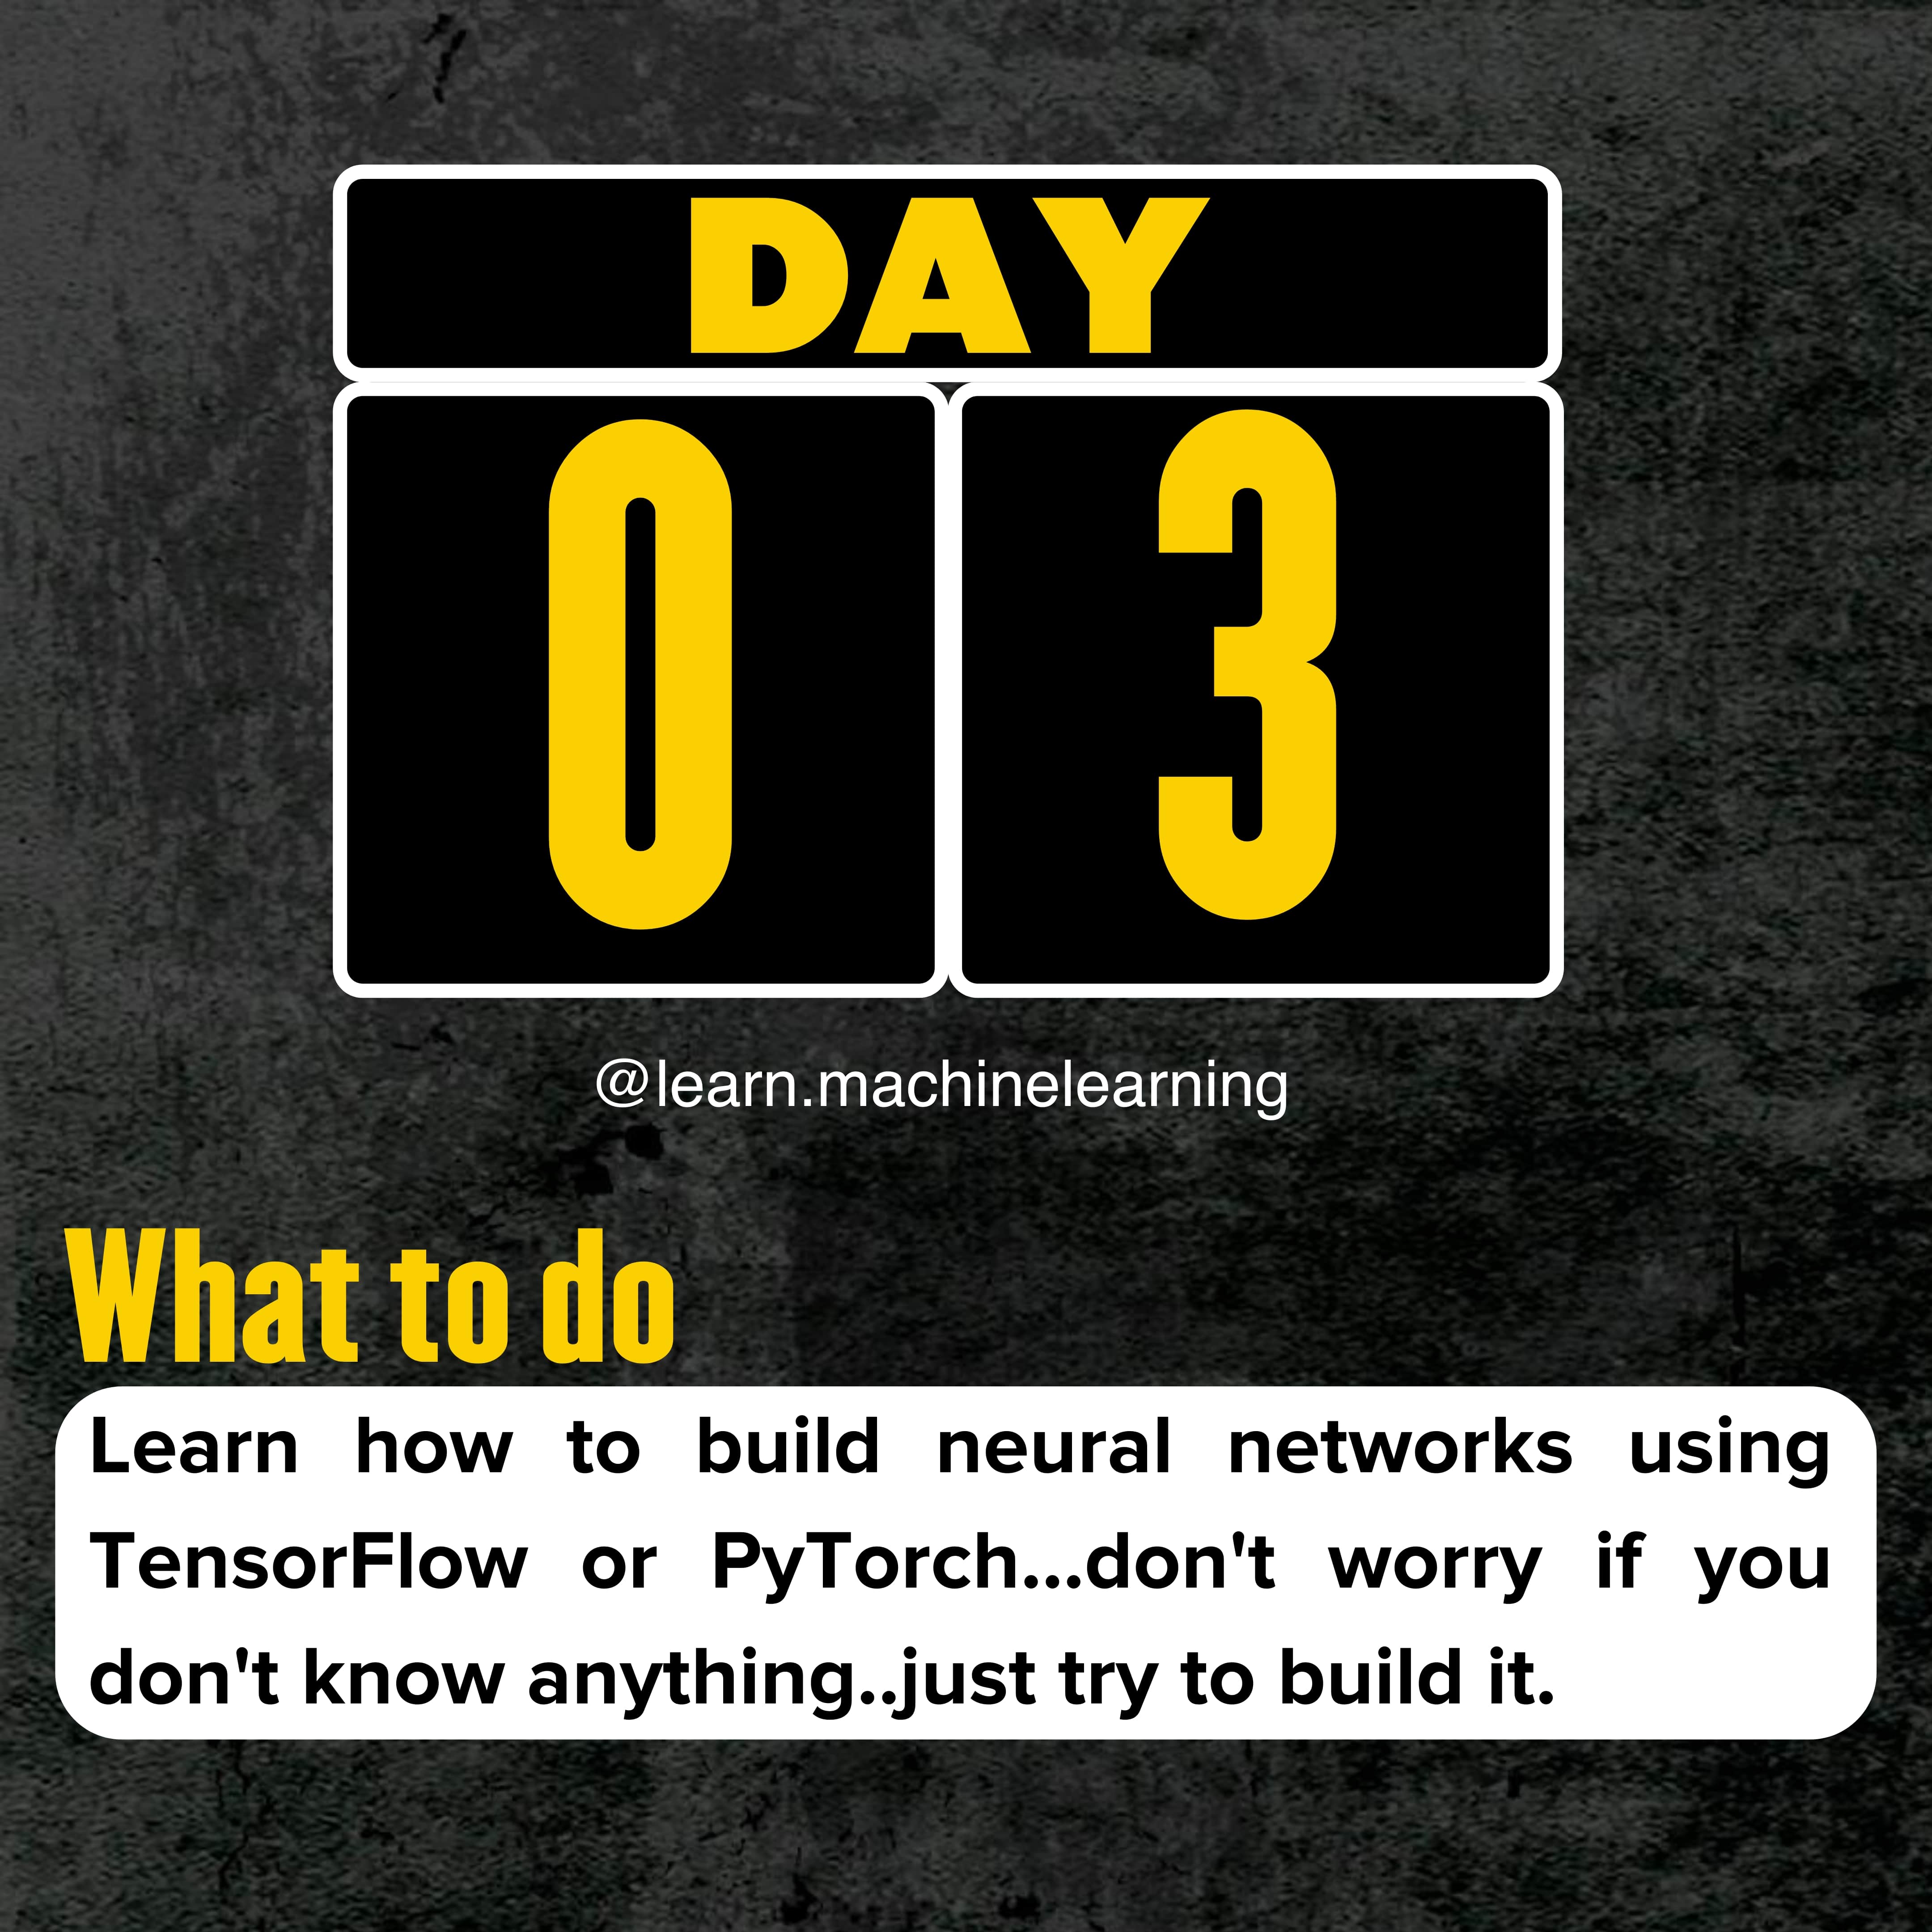 DAY
0 3
@learn.machinelearning
What to do
Learn how to build neural networks using
TensorFlow or PyTorch...don't worry if you
don't know anything..just try to build it.